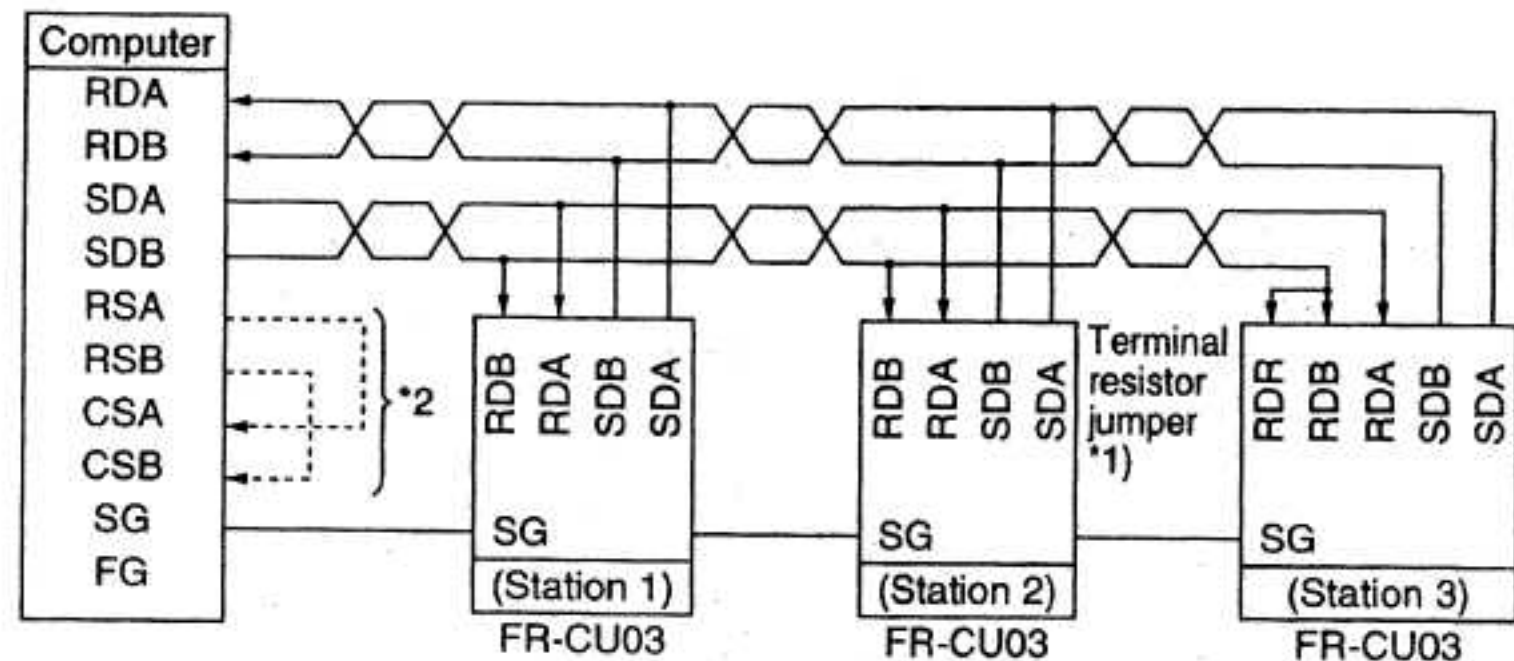 Computer
RDA
RDB
SDA
SDB
RSA
RSB
CSA
CSB
SG
FG
*2
RDB
RDA
SDB
SDA
SG
(Station 1)
FR-CU03
RDB
RDA
SDB
SDA
SG
(Station 2)
FR-CU03
Terminal
resistor
jumper
*1)
RDR
RDB
RDA
SDB
SDA
SG
(Station 3)
FR-CU03